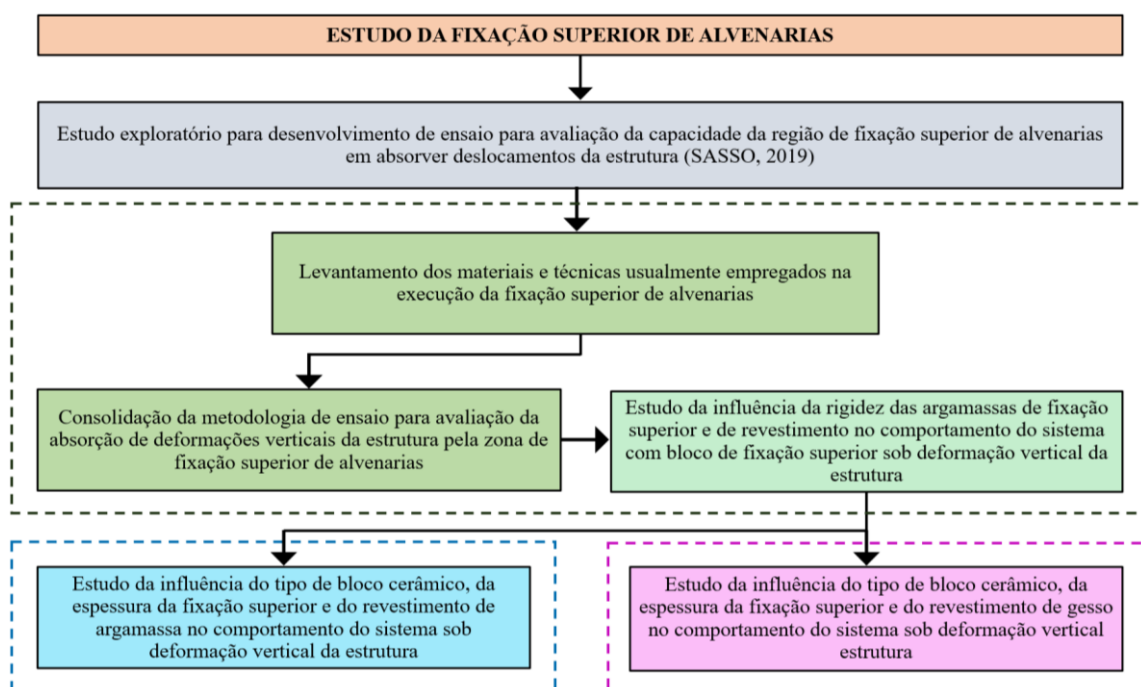 ESTUDO DA FIXAÇÃO SUPERIOR DE ALVENARIAS
Estudo exploratório para desenvolvimento de ensaio para avaliação da capacidade da região de fixação superior de alvenarias
em absorver deslocamentos da estrutura (SASSO, 2019)
Levantamento dos materiais e técnicas usualmente empregados na
execução da fixação superior de alvenarias
Consolidação da metodologia de ensaio para avaliação da
absorção de deformações verticais da estrutura pela zona de
fixação superior de alvenarias
Estudo da influência da rigidez das argamassas de fixação
superior e de revestimento no comportamento do sistema
com bloco de fixação superior sob deformação vertical da
estrutura
Estudo da influência do tipo de bloco cerâmico, da
espessura da fixação superior e do revestimento de
argamassa no comportamento do sistema sob
deformação vertical da estrutura
Estudo da influência do tipo de bloco cerâmico, da
espessura da fixação superior e do revestimento de gesso
no comportamento do sistema sob deformação vertical
estrutura